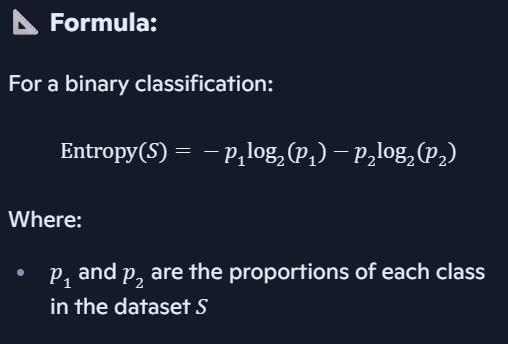 📐 Formula:
For a binary classification:
Entropy(S) = − p₁log₂(p₁) − p₂log₂(p₂)
Where:
• p₁ and p₂ are the proportions of each class
in the dataset S